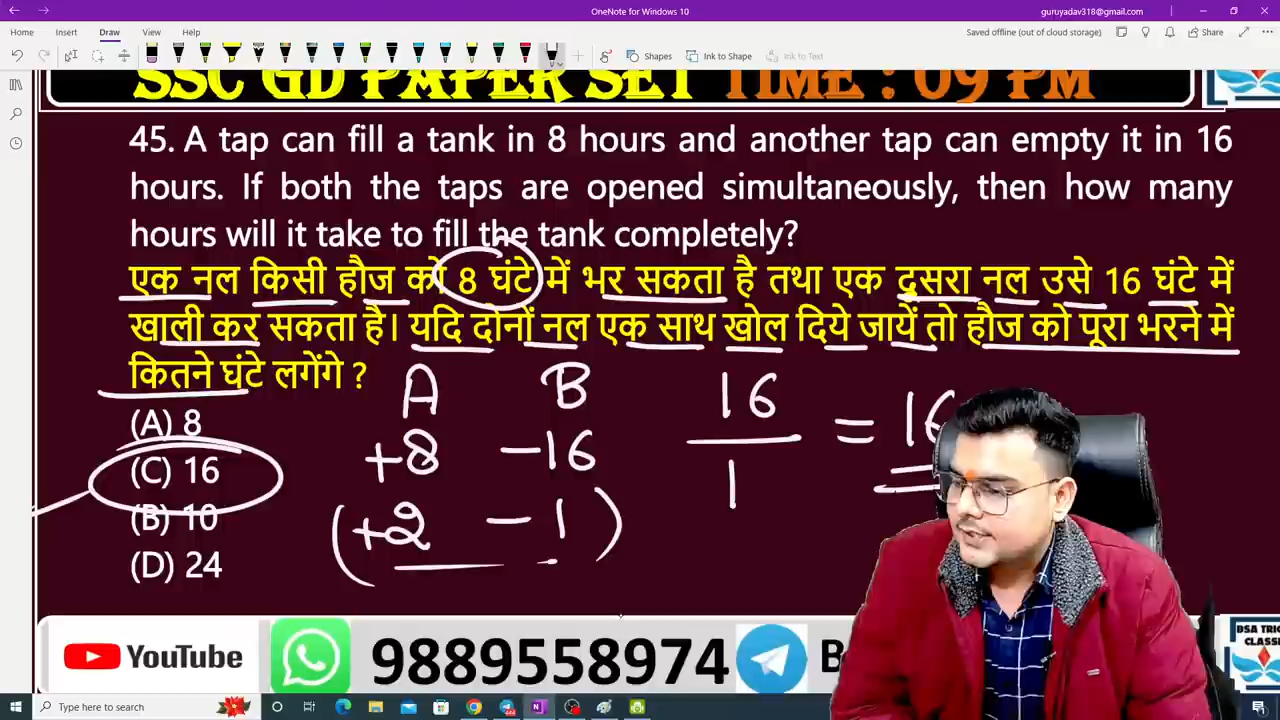 OneNote for Windows 10
guruyadav318@gmail.com
Home Insert Draw View Help
Saved offline (out of cloud storage)
Share
Shapes
Ink to Shape
Ink to Text
SSC GD PAPER SET TIME : 09 PM
45. A tap can fill a tank in 8 hours and another tap can empty it in 16
hours. If both the taps are opened simultaneously, then how many
hours will it take to fill the tank completely?
एक नल किसी हौज को 8 घंटे में भर सकता है तथा एक दूसरा नल उसे 16 घंटे में
खाली कर सकता है। यदि दोनों नल एक साथ खोल दिये जायें तो हौज को पूरा भरने में
कितने घंटे लगेंगे ?
(A) 8
(C) 16
(B) 10
(D) 24
A B
+8 -16
(+2 -1)
16
1
= 16
YouTube
9889558974
B
BSA TRIC
CLASSE
Type here to search